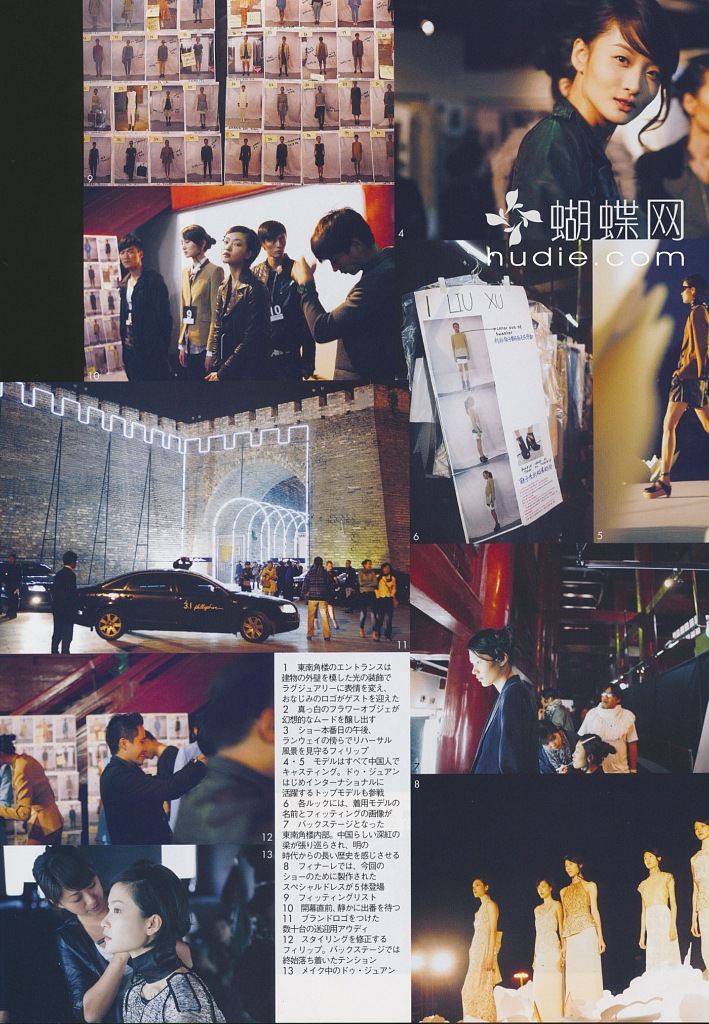 蝴蝶网
hudie.com
9
4
10
1 LIU XU
6
5
3.1 phillip lim
11
7
8
12
13
1 東南角楼のエントランスは
建物の外壁を模した光の装飾で
ラグジュアリーに表情を変え、
おなじみのロゴがゲストを迎えた
2 真っ白のフラワーオブジェが
幻想的なムードを醸し出す
3 ショー本番日の午後、
ランウェイの傍らでリハーサル
風景を見守るフィリップ
4・5 モデルはすべて中国人で
キャスティング。ドゥ・ジュアン
はじめインターナショナルに
活躍するトップモデルも参戦
6 各ルックには、着用モデルの
名前とフィッティングの画像が
7 バックステージとなった
東南角楼内部。中国らしい深紅の
梁が張り巡らされ、明の
時代からの長い歴史を感じさせる
8 フィナーレでは、今回の
ショーのために製作された
スペシャルドレスが5体登場
9 フィッティングリスト
10 開幕直前、静かに出番を待つ
11 ブランドロゴをつけた
数十台の送迎用アウディ
12 スタイリングを修正する
フィリップ。バックステージでは
終始落ち着いたテンション
13 メイク中のドゥ・ジュアン